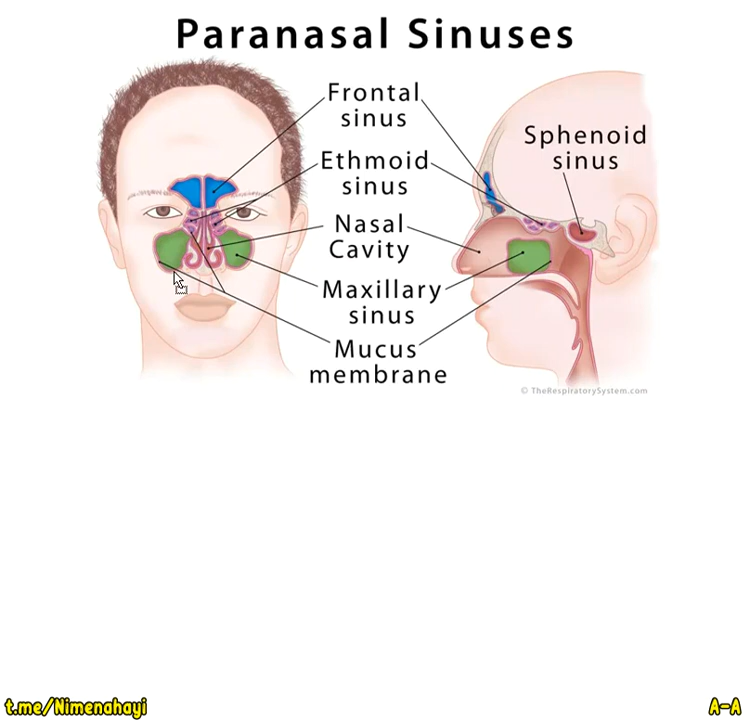 Paranasal Sinuses
Frontal
sinus
Ethmoid
sinus
Nasal
Cavity
Maxillary
sinus
Mucus
membrane
Sphenoid
sinus
© TheRespiratorySystem.com
t.me/Nimenahayi
A-A